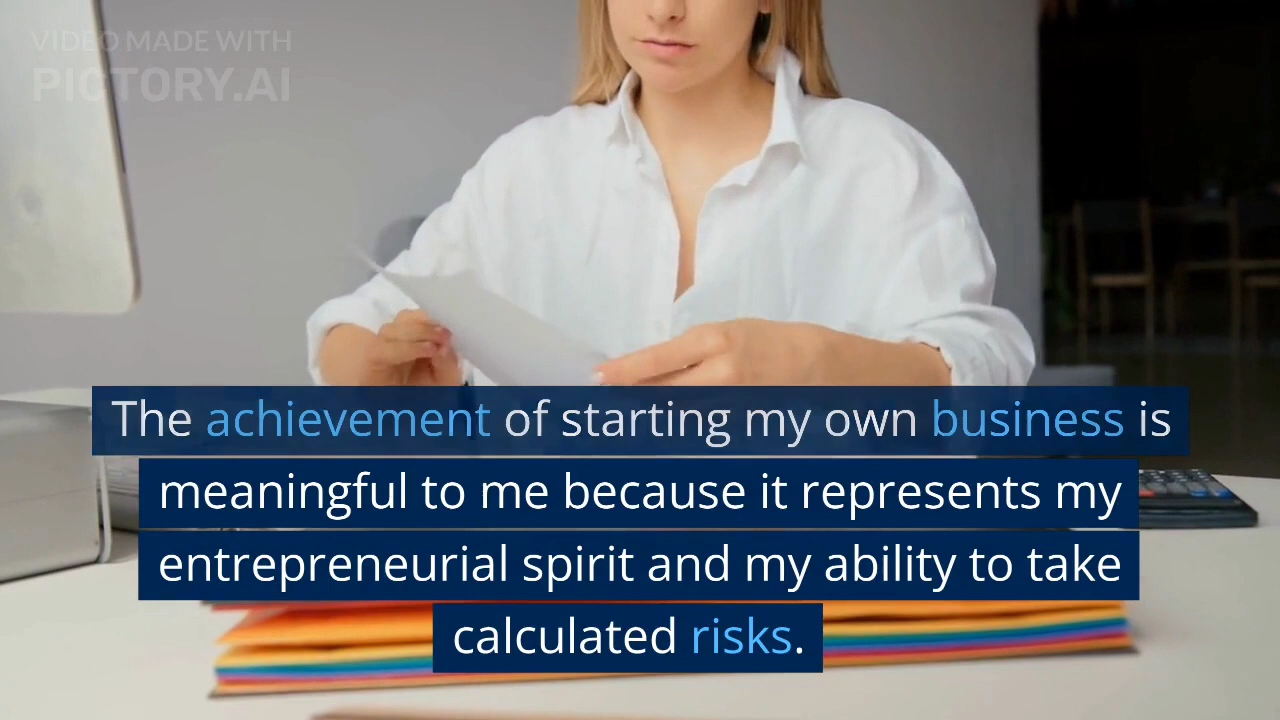 VIDEO MADE WITH
PICTORY.AI
The achievement of starting my own business is
meaningful to me because it represents my
entrepreneurial spirit and my ability to take
calculated risks.